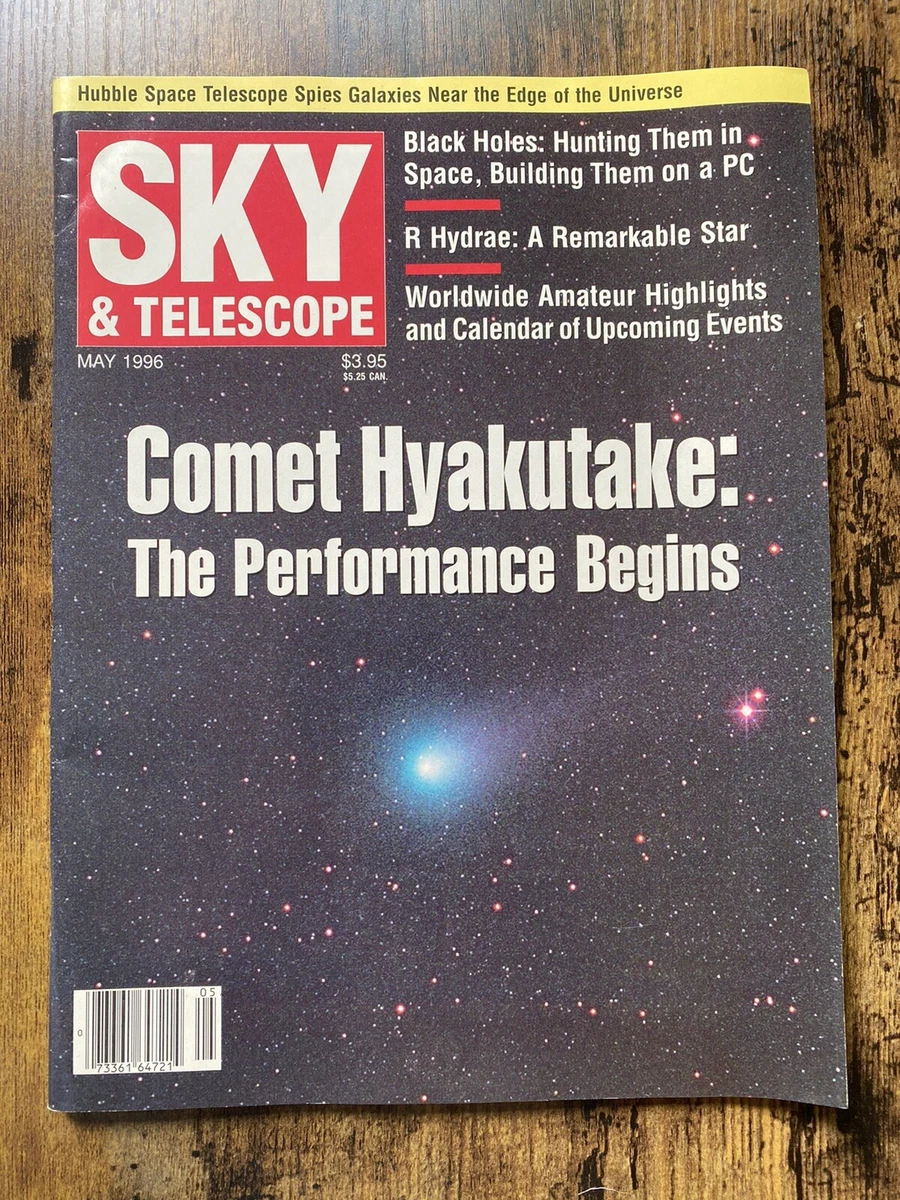 Hubble Space Telescope Spies Galaxies Near the Edge of the Universe
SKY
& TELESCOPE
MAY 1996
$3.95
$5.25 CAN.
Black Holes: Hunting Them in
Space, Building Them on a PC
R Hydrae: A Remarkable Star
Worldwide Amateur Highlights
and Calendar of Upcoming Events
Comet Hyakutake:
The Performance Begins
05
0
73361 64721